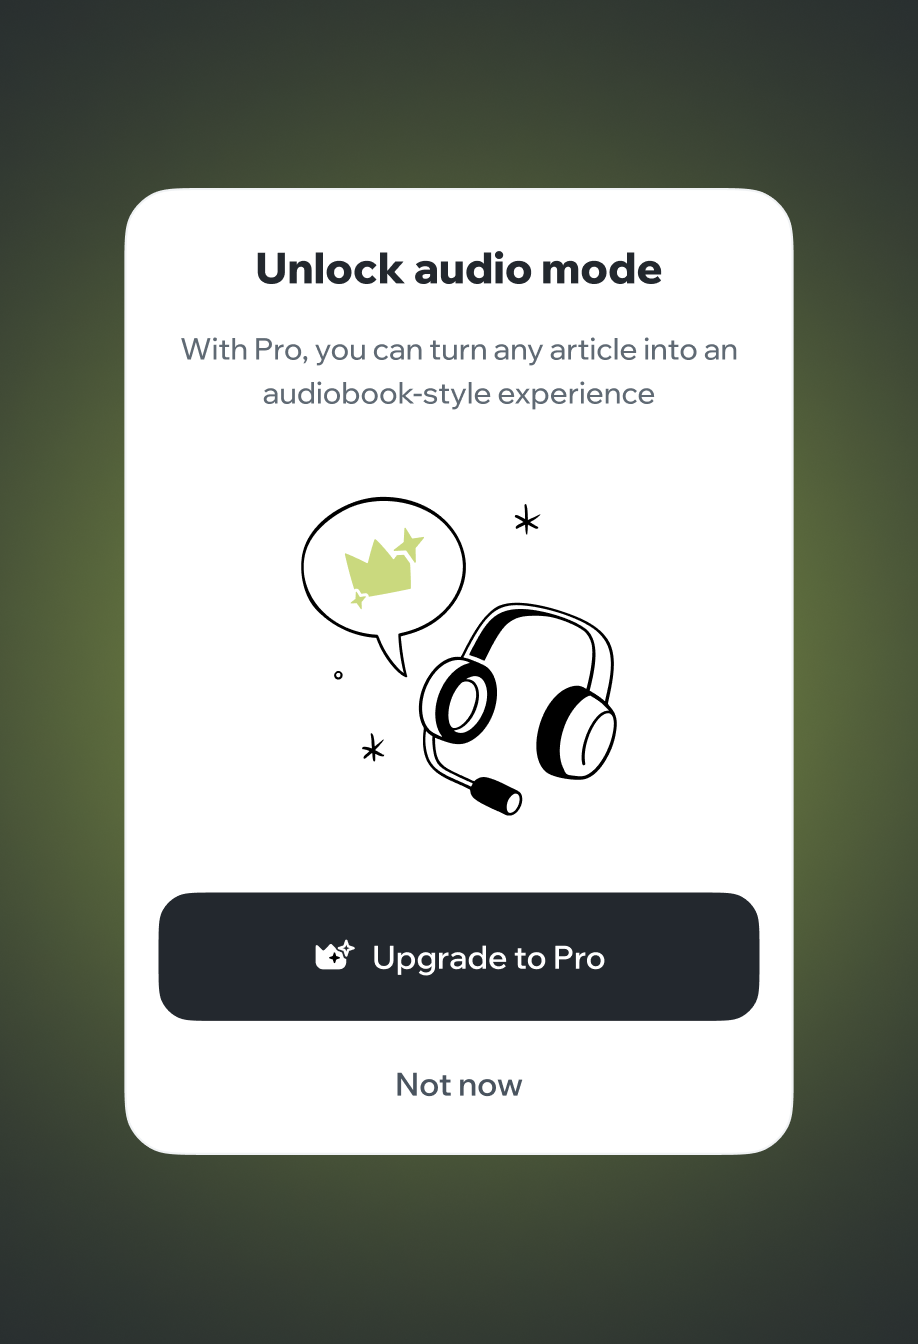 Unlock audio mode
With Pro, you can turn any article into an
audiobook-style experience
Upgrade to Pro
Not now